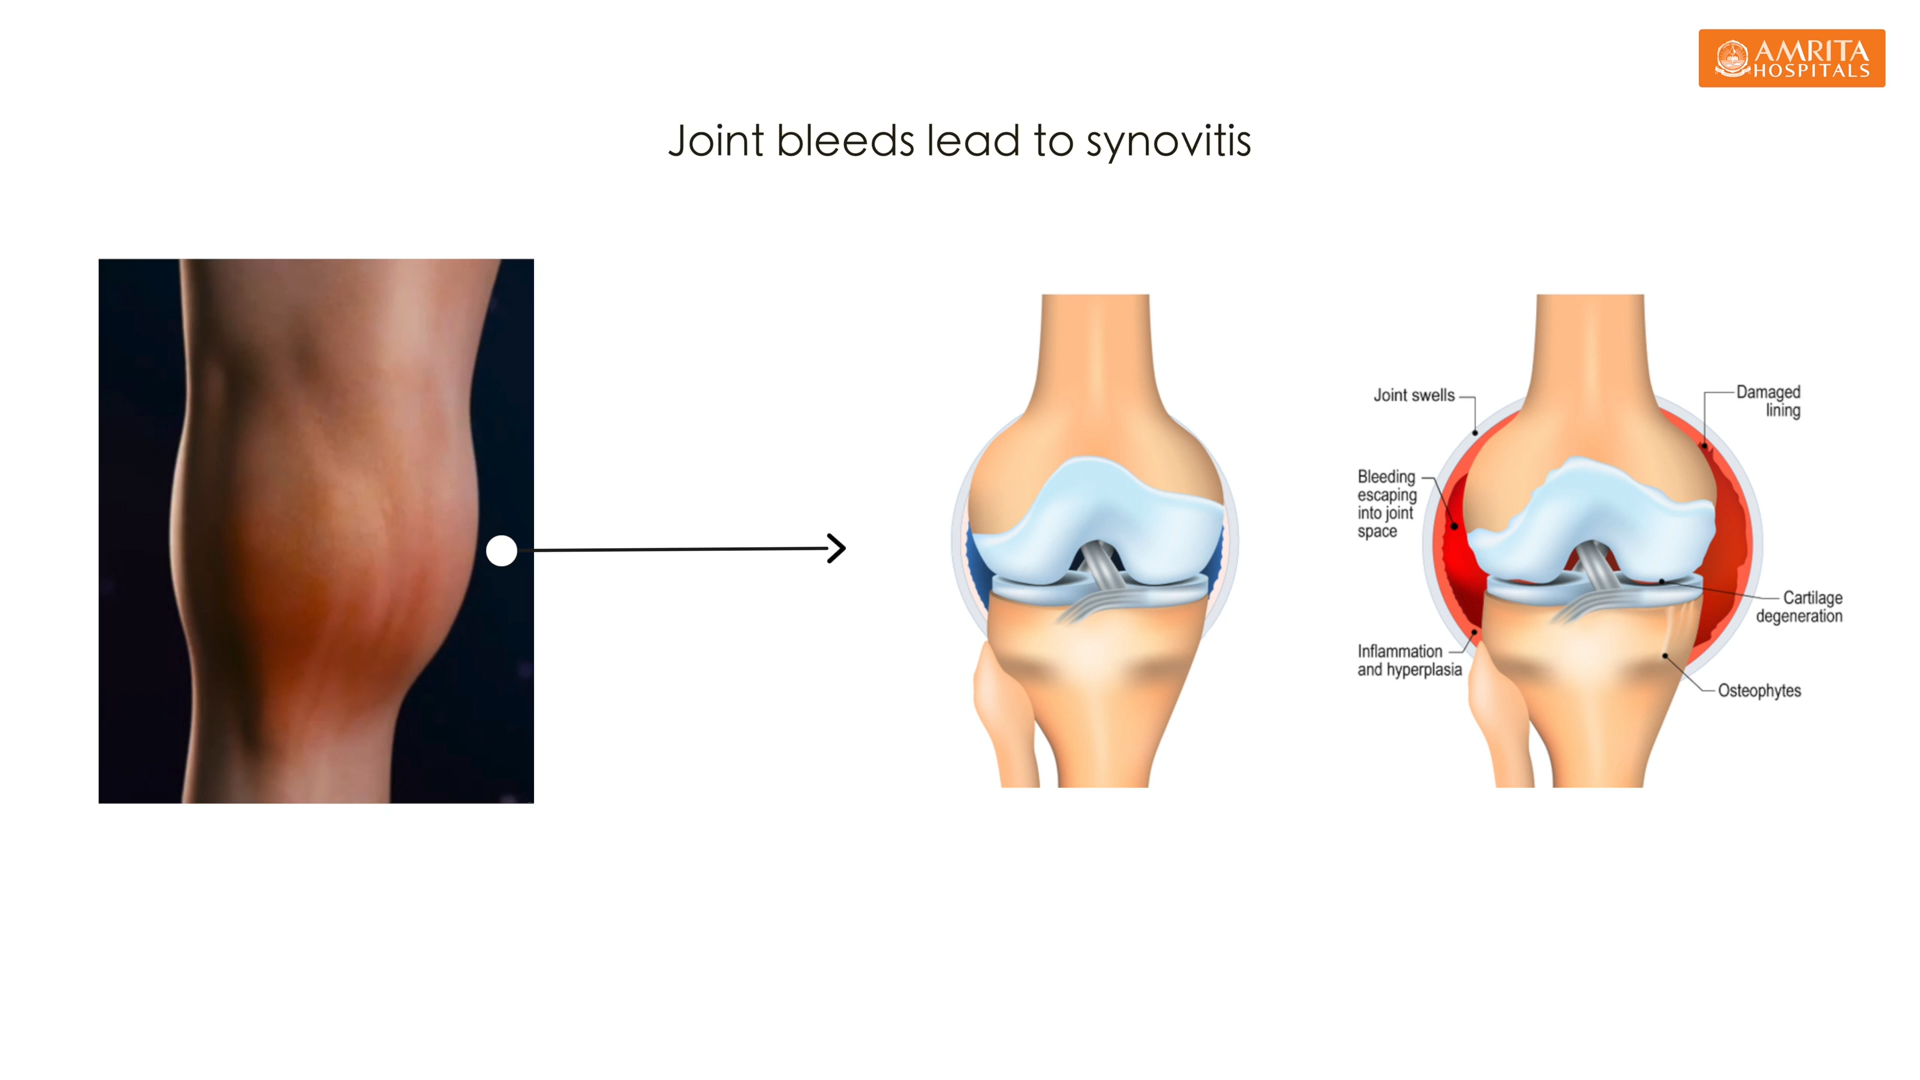 AMRITA
HOSPITALS
Joint bleeds lead to synovitis
Joint swells
Damaged
lining
Bleeding
escaping
into joint
space
Cartilage
degeneration
Inflammation
and hyperplasia
Osteophytes